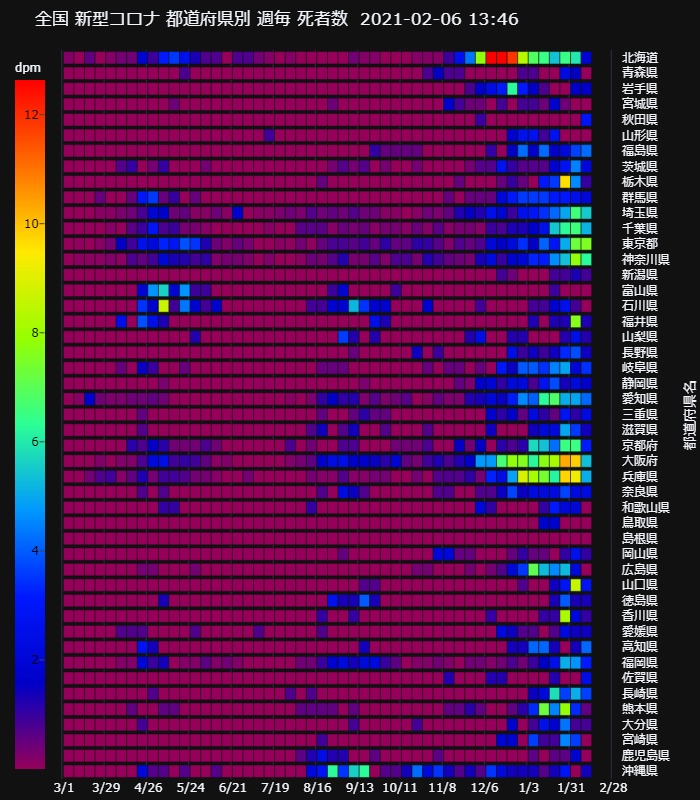 全国 新型コロナ 都道府県別 週毎 死者数 2021-02-06 13:46
dpm
12
10
8
6
4
2
北海道
青森県
岩手県
宮城県
秋田県
山形県
福島県
茨城県
栃木県
群馬県
埼玉県
千葉県
東京都
神奈川県
新潟県
富山県
石川県
福井県
山梨県
長野県
岐阜県
静岡県
愛知県
三重県
滋賀県
京都府
大阪府
兵庫県
奈良県
和歌山県
鳥取県
島根県
岡山県
広島県
山口県
徳島県
香川県
愛媛県
高知県
福岡県
佐賀県
長崎県
熊本県
大分県
宮崎県
鹿児島県
沖縄県
都道府県名
3/1 3/29 4/26 5/24 6/21 7/19 8/16 9/13 10/11 11/8 12/6 1/3 1/31 2/28